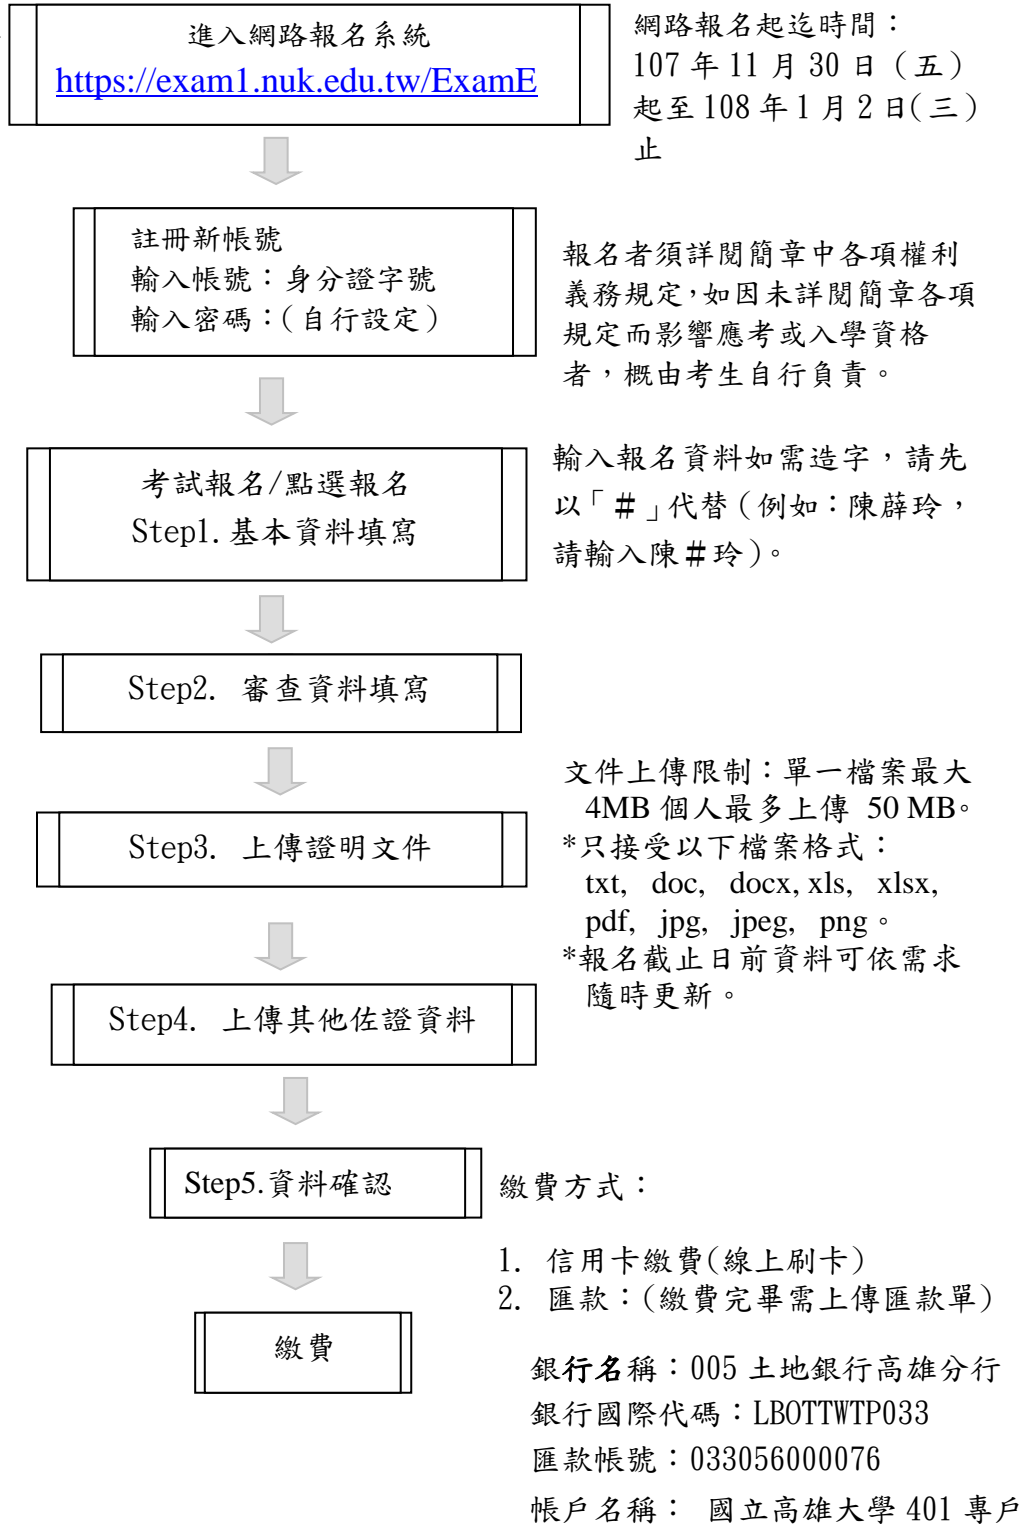 進入網路報名系統
https://exam1.nuk.edu.tw/ExamE
網路報名起迄時間：
107 年 11 月 30 日（五）
起至 108 年 1 月 2 日(三)
止
註冊新帳號
輸入帳號：身分證字號
輸入密碼：(自行設定)
報名者須詳閱簡章中各項權利
義務規定，如因未詳閱簡章各項
規定而影響應考或入學資格
者，概由考生自行負責。
考試報名/點選報名
Step1.基本資料填寫
輸入報名資料如需造字，請先
以「＃」代替（例如：陳薛玲，
請輸入陳＃玲）。
Step2. 審查資料填寫
Step3. 上傳證明文件
文件上傳限制：單一檔案最大
4MB 個人最多上傳 50 MB。
*只接受以下檔案格式：
txt, doc, docx, xls, xlsx,
pdf, jpg, jpeg, png。
*報名截止日前資料可依需求
隨時更新。
Step4. 上傳其他佐證資料
Step5.資料確認
繳費方式：
1. 信用卡繳費(線上刷卡)
2. 匯款：(繳費完畢需上傳匯款單)
繳費
銀行名稱：005 土地銀行高雄分行
銀行國際代碼：LBOTTWTP033
匯款帳號：033056000076
帳戶名稱： 國立高雄大學 401 專戶